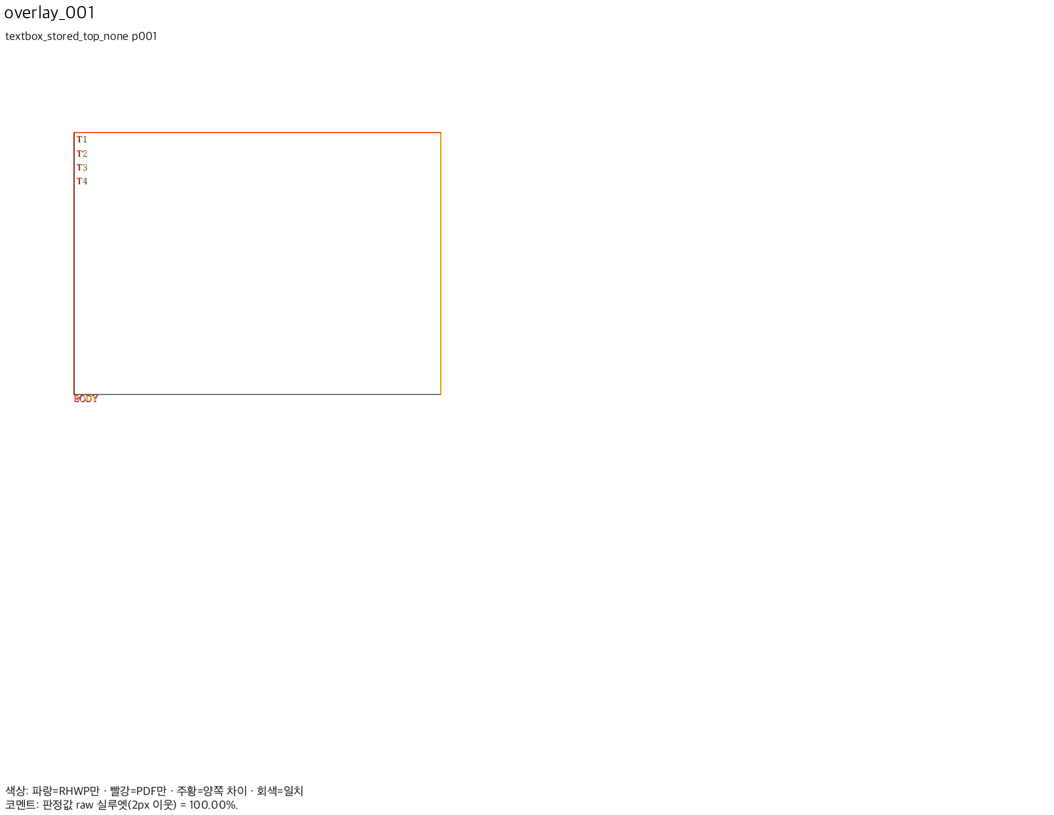 overlay_001
textbox_stored_top_none p001
T1
T2
T3
T4
BODY
색상: 파랑=RHWP만 · 빨강=PDF만 · 주황=양쪽 차이 · 회색=일치
코멘트: 판정값 raw 실루엣(2px 이웃) = 100.00%.